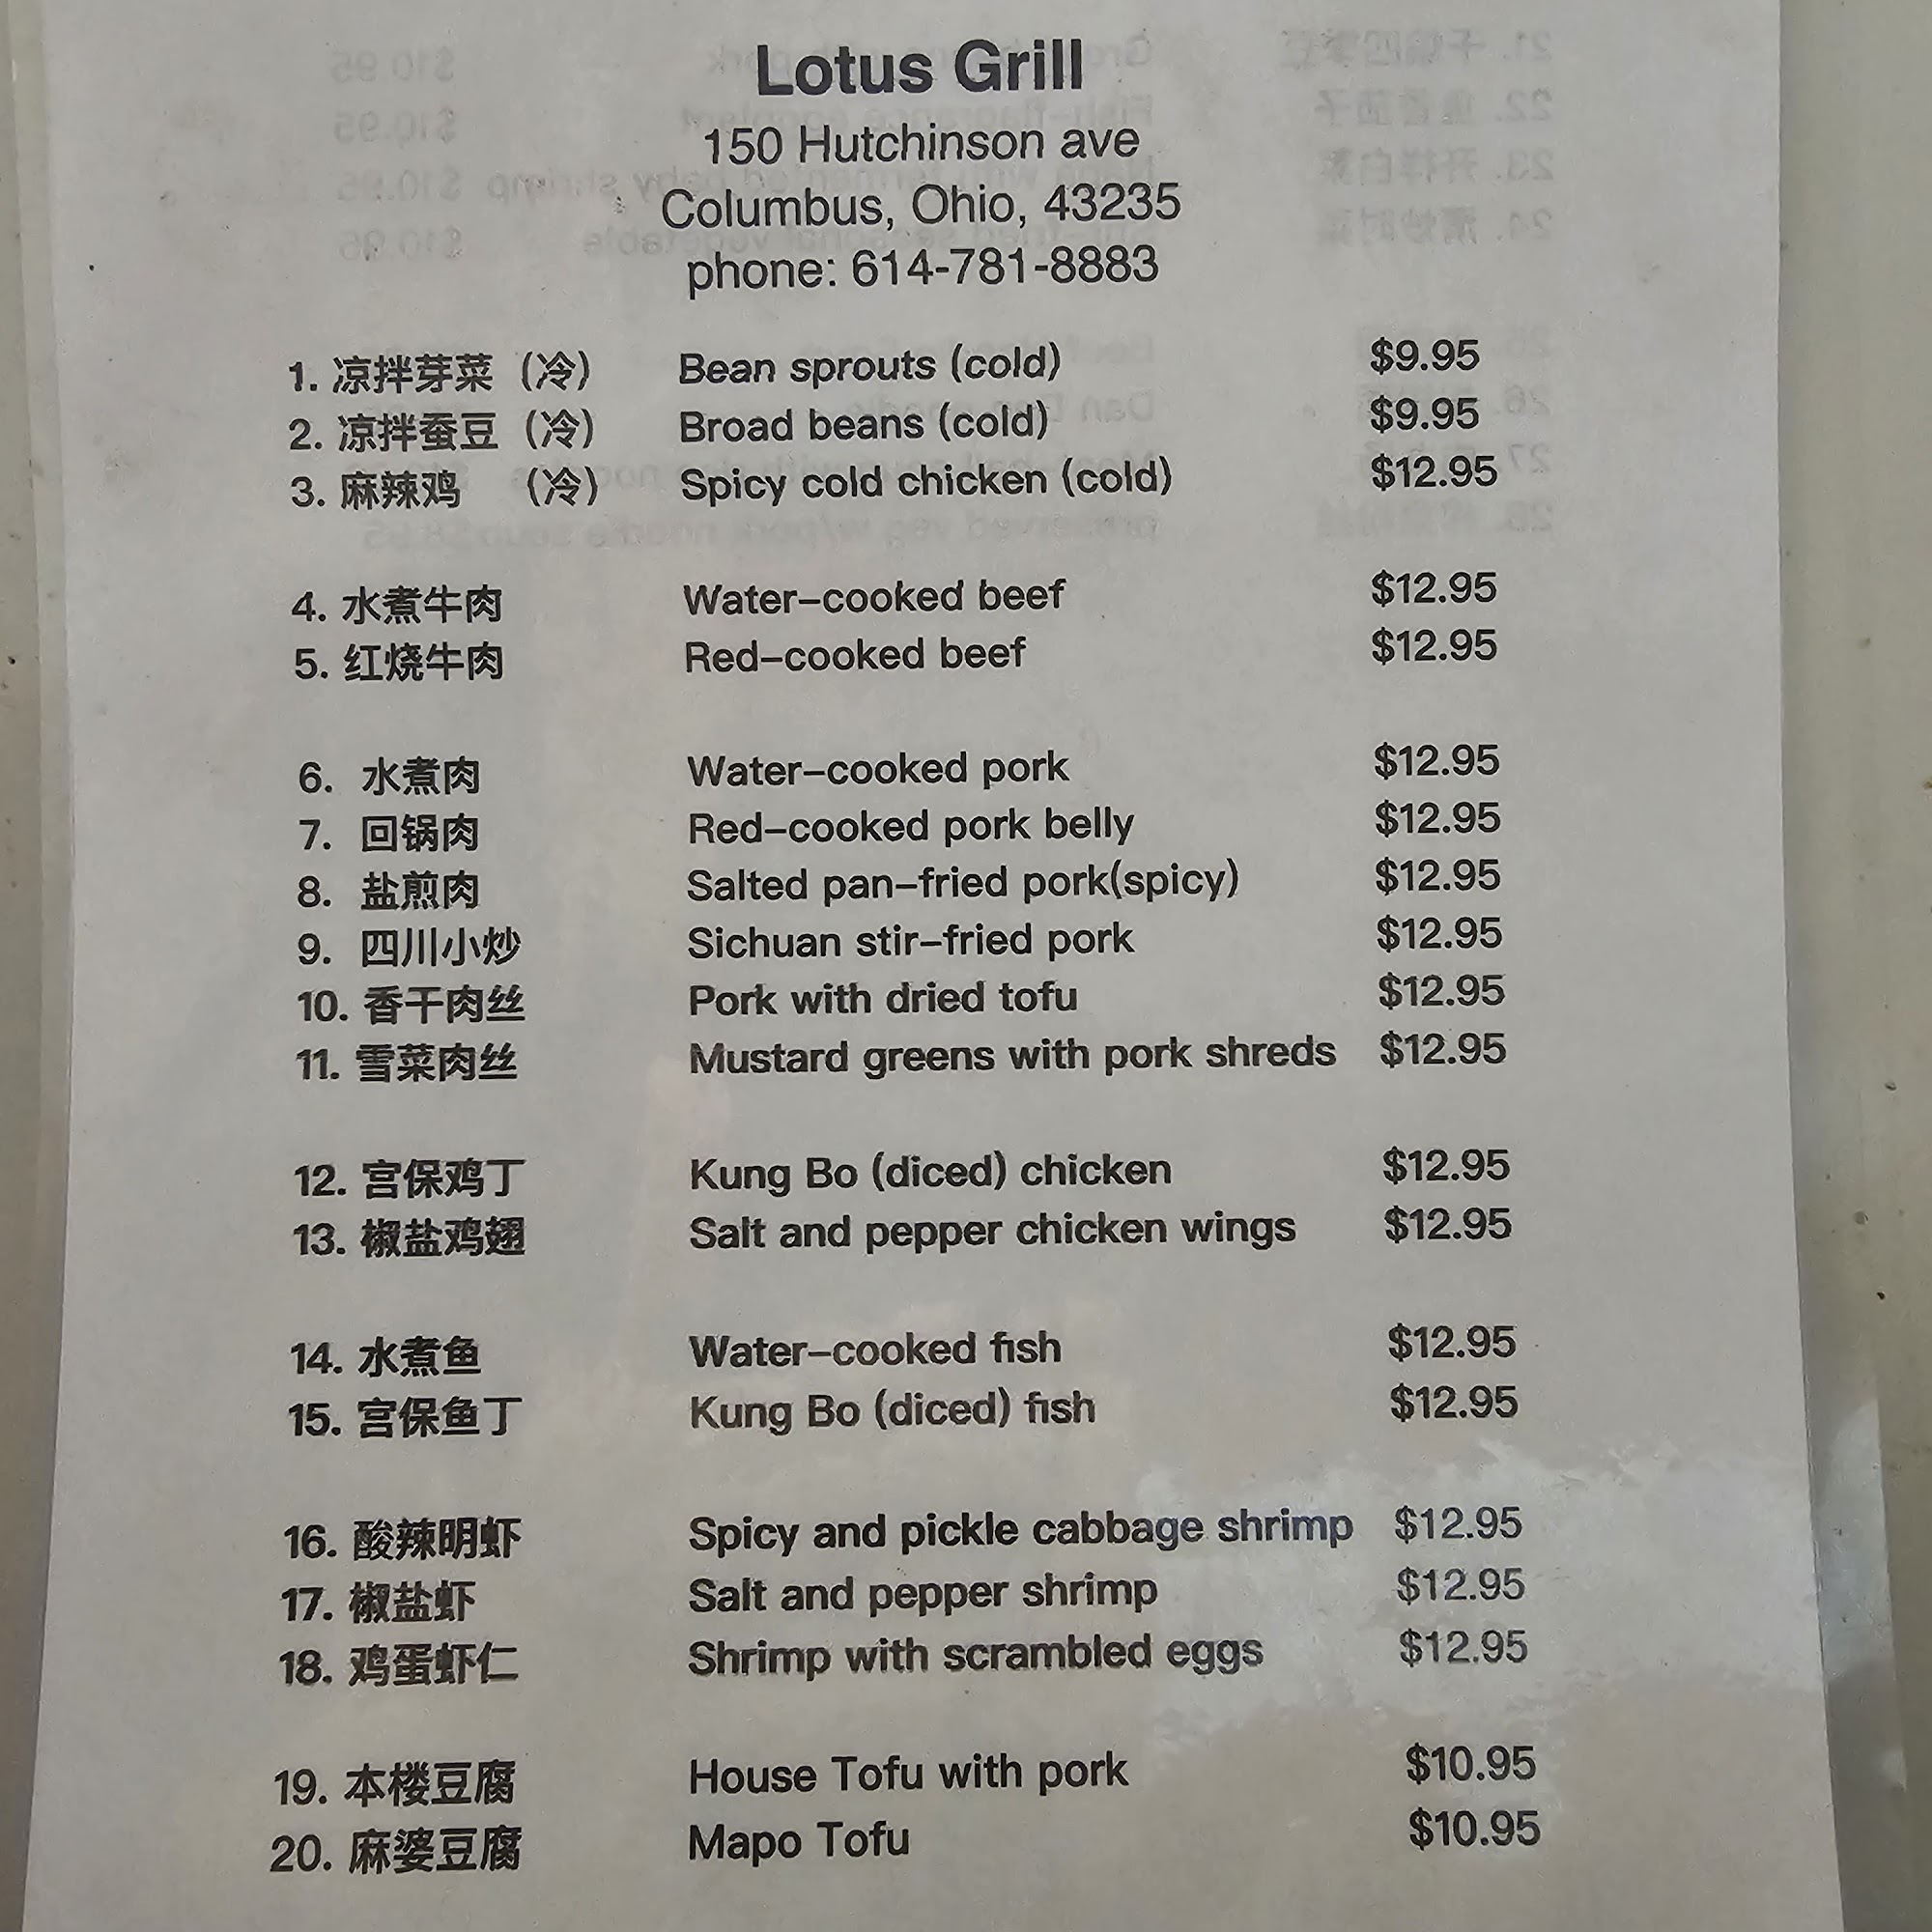 Lotus Grill
150 Hutchinson ave
Columbus, Ohio, 43235
phone: 614-781-8883
1. 凉拌芽菜 (冷) Bean sprouts (cold) $9.95
2. 凉拌蚕豆 (冷) Broad beans (cold) $9.95
3. 麻辣鸡 (冷) Spicy cold chicken (cold) $12.95
4. 水煮牛肉 Water-cooked beef $12.95
5. 红烧牛肉 Red-cooked beef $12.95
6. 水煮肉 Water-cooked pork $12.95
7. 回锅肉 Red-cooked pork belly $12.95
8. 盐煎肉 Salted pan-fried pork(spicy) $12.95
9. 四川小炒 Sichuan stir-fried pork $12.95
10. 香干肉丝 Pork with dried tofu $12.95
11. 雪菜肉丝 Mustard greens with pork shreds $12.95
12. 宫保鸡丁 Kung Bo (diced) chicken $12.95
13. 椒盐鸡翅 Salt and pepper chicken wings $12.95
14. 水煮鱼 Water-cooked fish $12.95
15. 宫保鱼丁 Kung Bo (diced) fish $12.95
16. 酸辣明虾 Spicy and pickle cabbage shrimp $12.95
17. 椒盐虾 Salt and pepper shrimp $12.95
18. 鸡蛋虾仁 Shrimp with scrambled eggs $12.95
19. 本楼豆腐 House Tofu with pork $10.95
20. 麻婆豆腐 Mapo Tofu $10.95